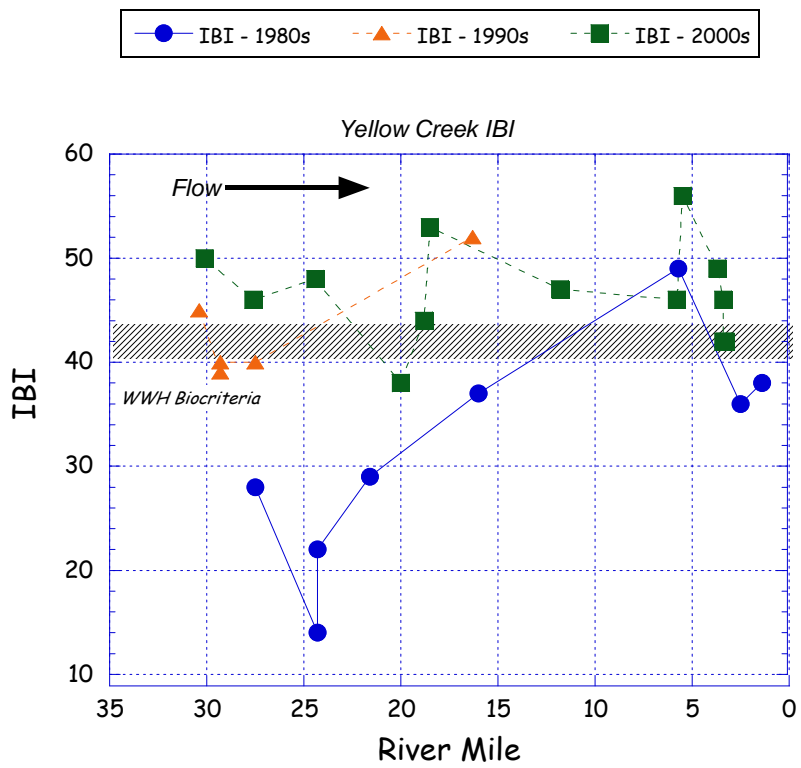 IBI - 1980s IBI - 1990s IBI - 2000s
Yellow Creek IBI
60
Flow
50
40
WWH Biocriteria
IBI
30
20
10
35 30 25 20 15 10 5 0
River Mile